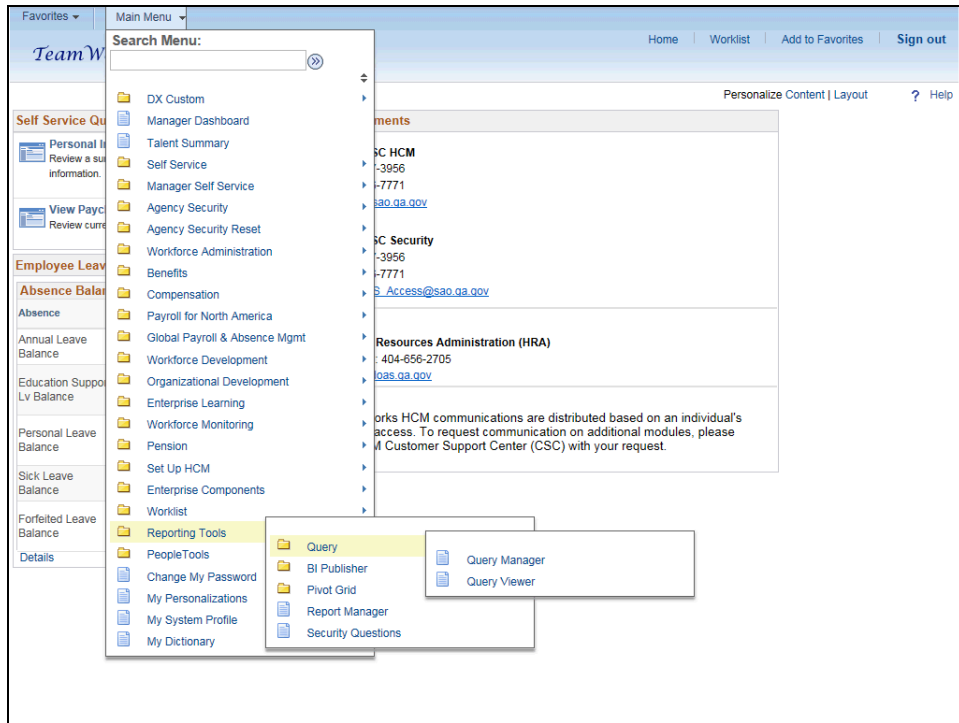 Favorites Main Menu
TeamW
Search Menu:
Home Worklist Add to Favorites Sign out
Personalize Content | Layout ? Help
DX Custom
Manager Dashboard
Talent Summary
Self Service
Manager Self Service
Agency Security
Agency Security Reset
Workforce Administration
Benefits
Compensation
Payroll for North America
Global Payroll & Absence Mgmt
Workforce Development
Organizational Development
Enterprise Learning
Workforce Monitoring
Pension
Set Up HCM
Enterprise Components
Worklist
Reporting Tools
PeopleTools
Change My Password
My Personalizations
My System Profile
My Dictionary
Query
BI Publisher
Pivot Grid
Report Manager
Security Questions
Query Manager
Query Viewer
Self Service Qu
Personal I
Review a su
information.
View Payc
Review curre
Employee Leav
Absence Balar
Absence
Annual Leave
Balance
Education Suppo
Lv Balance
Personal Leave
Balance
Sick Leave
Balance
Forfeited Leave
Balance
Details
ments
SC HCM
-3956
-7771
sao.ga.gov
SC Security
-3956
-7771
S_Access@sao.ga.gov
Resources Administration (HRA)
: 404-656-2705
oas.ga.gov
orks HCM communications are distributed based on an individual's
access. To request communication on additional modules, please
M Customer Support Center (CSC) with your request.